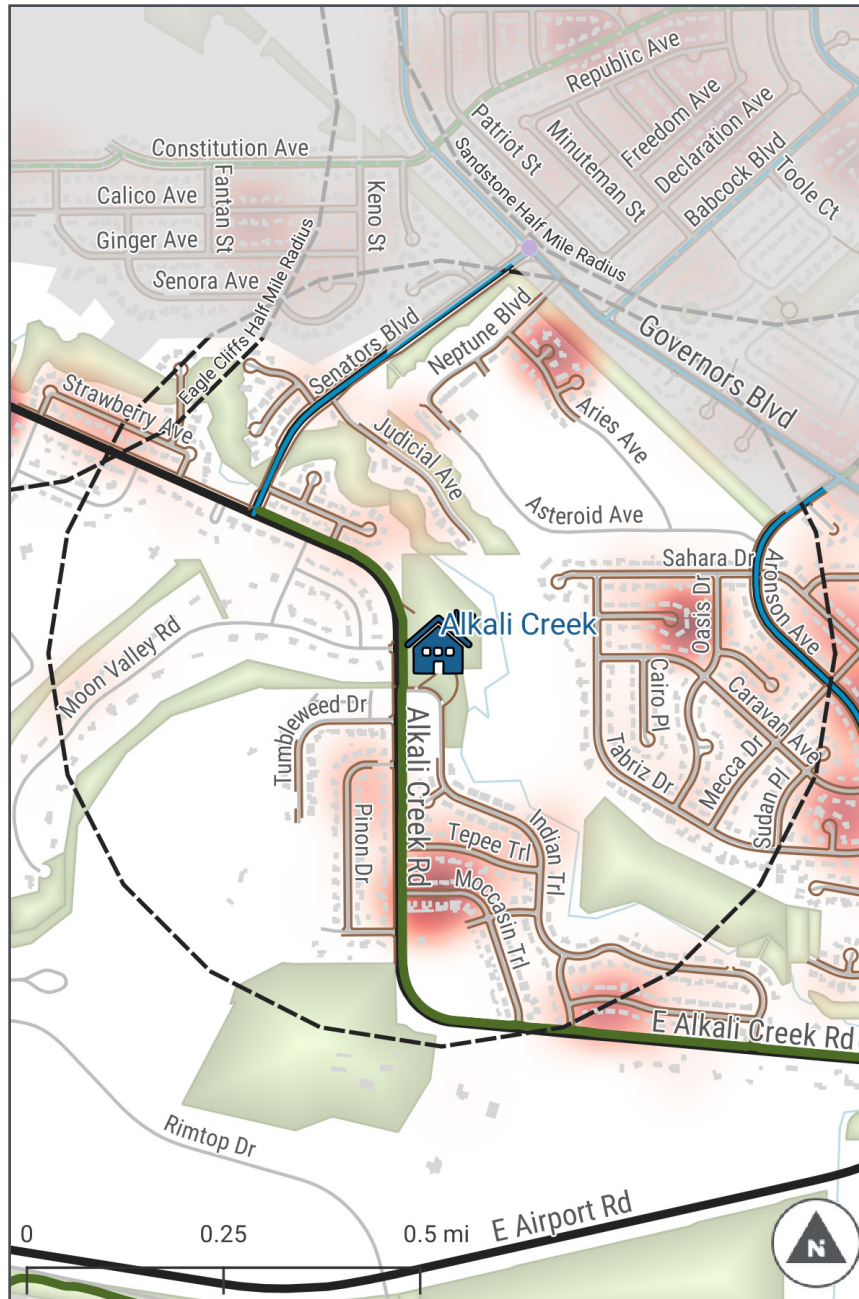 Republic Ave
Patriot St
Minuteman St
Freedom Ave
Declaration Ave
Babcock Blvd
Toole Ct
Constitution Ave
Calico Ave
Fantan St
Keno St
Ginger Ave
Senora Ave
Sandstone Half Mile Radius
Eagle Cliffs Half Mile Radius
Senators Blvd
Neptune Blvd
Governors Blvd
Strawberry Ave
Judicial Ave
Aries Ave
Asteroid Ave
Sahara Dr
Oasis Dr
Aronson Ave
Alkali Creek
Moon Valley Rd
Cairo Pl
Caravan Ave
Tumbleweed Dr
Tabriz Dr
Mecca Dr
Sudan Pl
Alkali Creek Rd
Pinon Dr
Indian Trl
Tepee Trl
Moccasin Trl
E Alkali Creek Rd
Rimtop Dr
E Airport Rd
0 0.25 0.5 mi
N